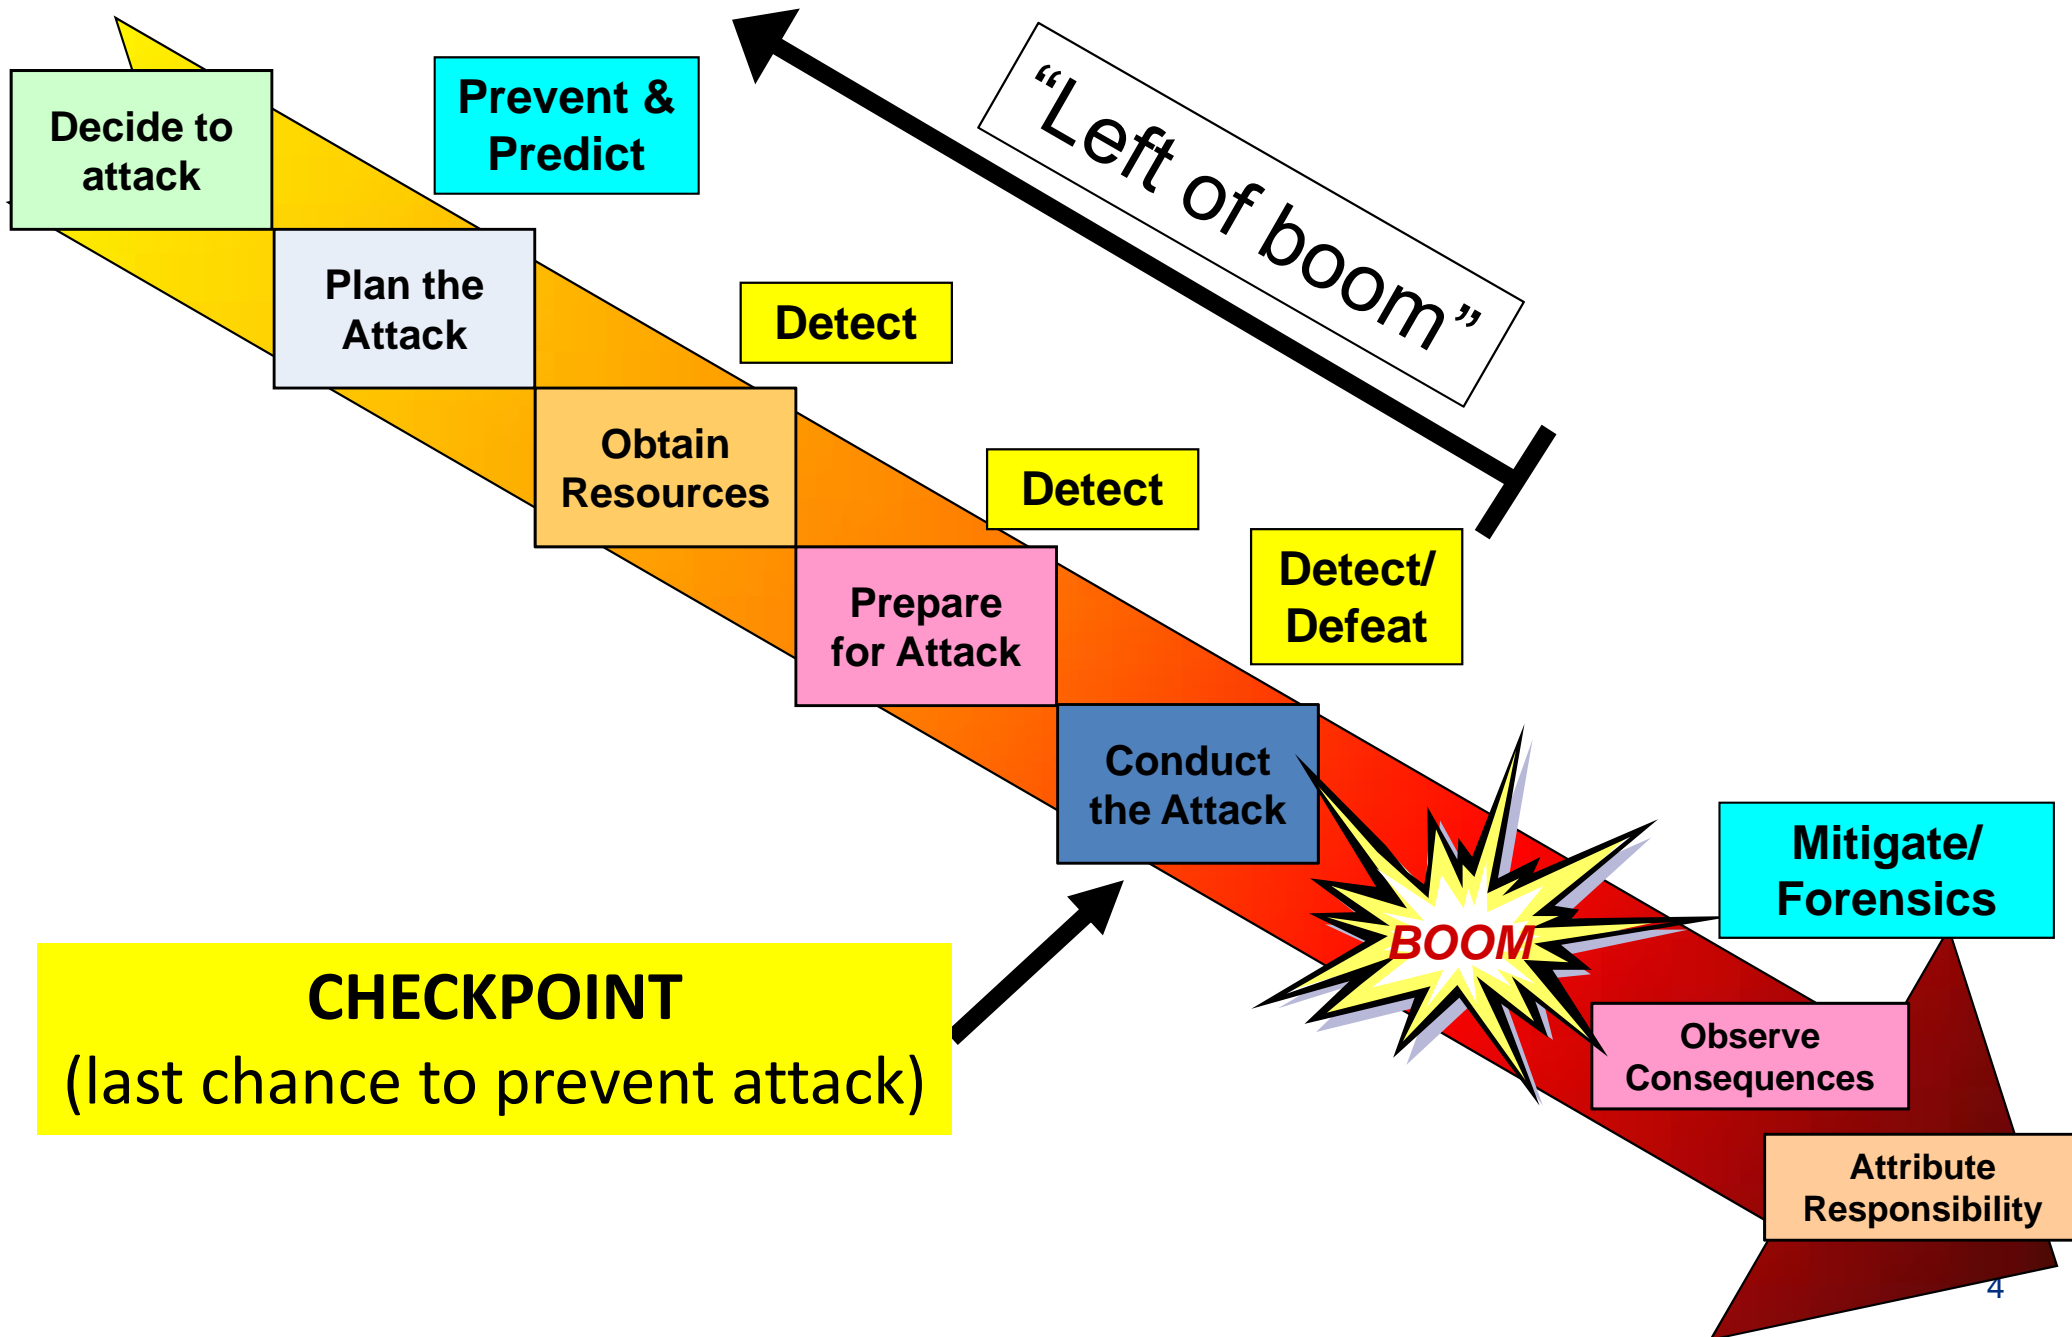 Decide to
attack
Prevent &
Predict
“Left of boom”
Plan the
Attack
Detect
Obtain
Resources
Detect
Prepare
for Attack
Detect/
Defeat
Conduct
the Attack
BOOM
Mitigate/
Forensics
CHECKPOINT
(last chance to prevent attack)
Observe
Consequences
Attribute
Responsibility
4